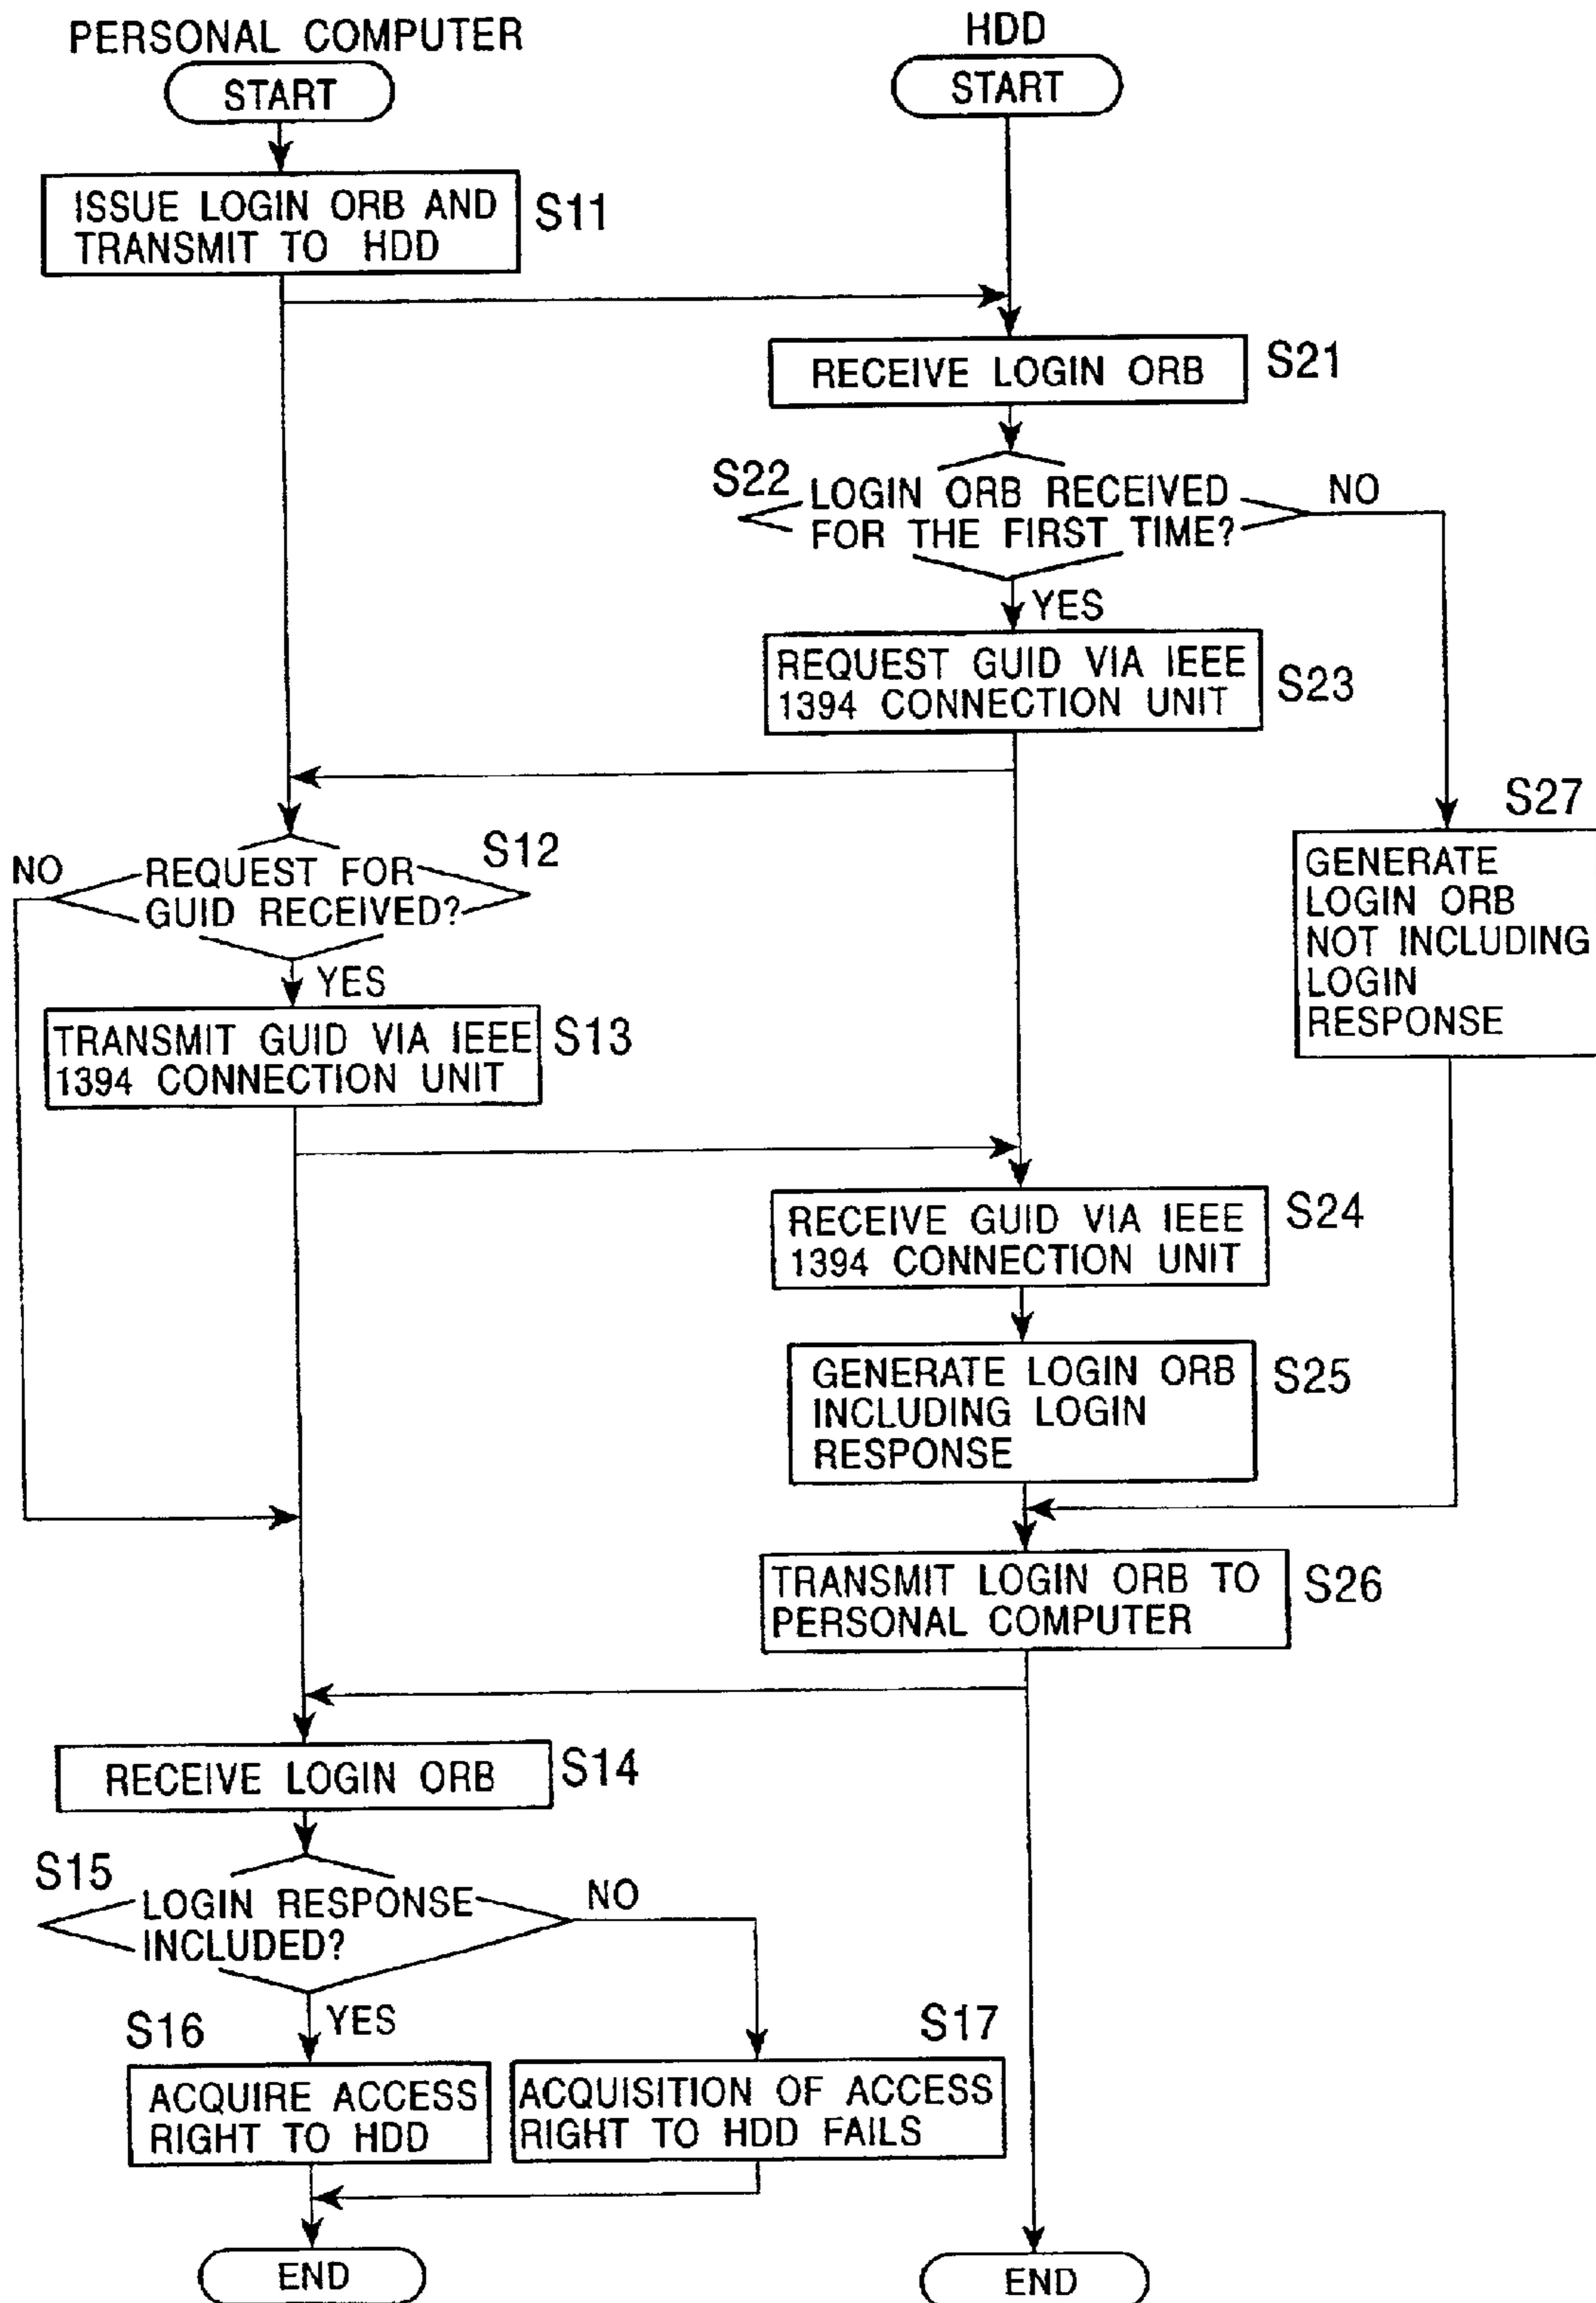 PERSONAL COMPUTER
HDD
START
START
ISSUE LOGIN ORB AND
TRANSMIT TO HDD
S11
RECEIVE LOGIN ORB
S21
S22
LOGIN ORB RECEIVED
FOR THE FIRST TIME?
NO
YES
REQUEST GUID VIA IEEE
1394 CONNECTION UNIT
S23
S27
GENERATE
LOGIN ORB
NOT INCLUDING
LOGIN
RESPONSE
NO
REQUEST FOR
GUID RECEIVED?
S12
YES
TRANSMIT GUID VIA IEEE
1394 CONNECTION UNIT
S13
RECEIVE GUID VIA IEEE
1394 CONNECTION UNIT
S24
GENERATE LOGIN ORB
INCLUDING LOGIN
RESPONSE
S25
TRANSMIT LOGIN ORB TO
PERSONAL COMPUTER
S26
RECEIVE LOGIN ORB
S14
S15
LOGIN RESPONSE
INCLUDED?
NO
YES
S16
S17
ACQUIRE ACCESS
RIGHT TO HDD
ACQUISITION OF ACCESS
RIGHT TO HDD FAILS
END
END